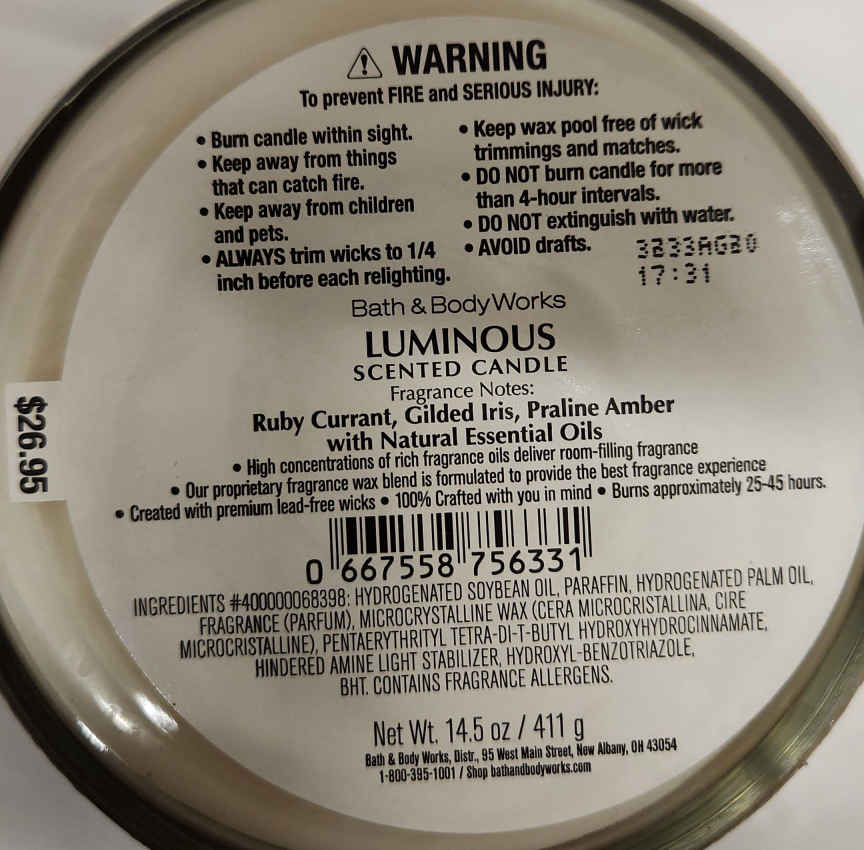 WARNING
To prevent FIRE and SERIOUS INJURY:
• Burn candle within sight.
• Keep away from things
that can catch fire.
• Keep away from children
and pets.
• ALWAYS trim wicks to 1/4
inch before each relighting.
• Keep wax pool free of wick
trimmings and matches.
• DO NOT burn candle for more
than 4-hour intervals.
• DO NOT extinguish with water.
• AVOID drafts.
3233AG20
17:31
Bath & Body Works
LUMINOUS
SCENTED CANDLE
Fragrance Notes:
Ruby Currant, Gilded Iris, Praline Amber
with Natural Essential Oils
• High concentrations of rich fragrance oils deliver room-filling fragrance
• Our proprietary fragrance wax blend is formulated to provide the best fragrance experience
• Created with premium lead-free wicks • 100% Crafted with you in mind • Burns approximately 25-45 hours.
$26.95
0 667558 756331
INGREDIENTS #400000068398: HYDROGENATED SOYBEAN OIL, PARAFFIN, HYDROGENATED PALM OIL,
FRAGRANCE (PARFUM), MICROCRYSTALLINE WAX (CERA MICROCRISTALLINA, CIRE
MICROCRISTALLINE), PENTAERYTHRITYL TETRA-DI-T-BUTYL HYDROXYHYDROCINNAMATE,
HINDERED AMINE LIGHT STABILIZER, HYDROXYL-BENZOTRIAZOLE,
BHT. CONTAINS FRAGRANCE ALLERGENS.
Net Wt. 14.5 oz / 411 g
Bath & Body Works, Distr., 95 West Main Street, New Albany, OH 43054
1-800-395-1001 / Shop bathandbodyworks.com